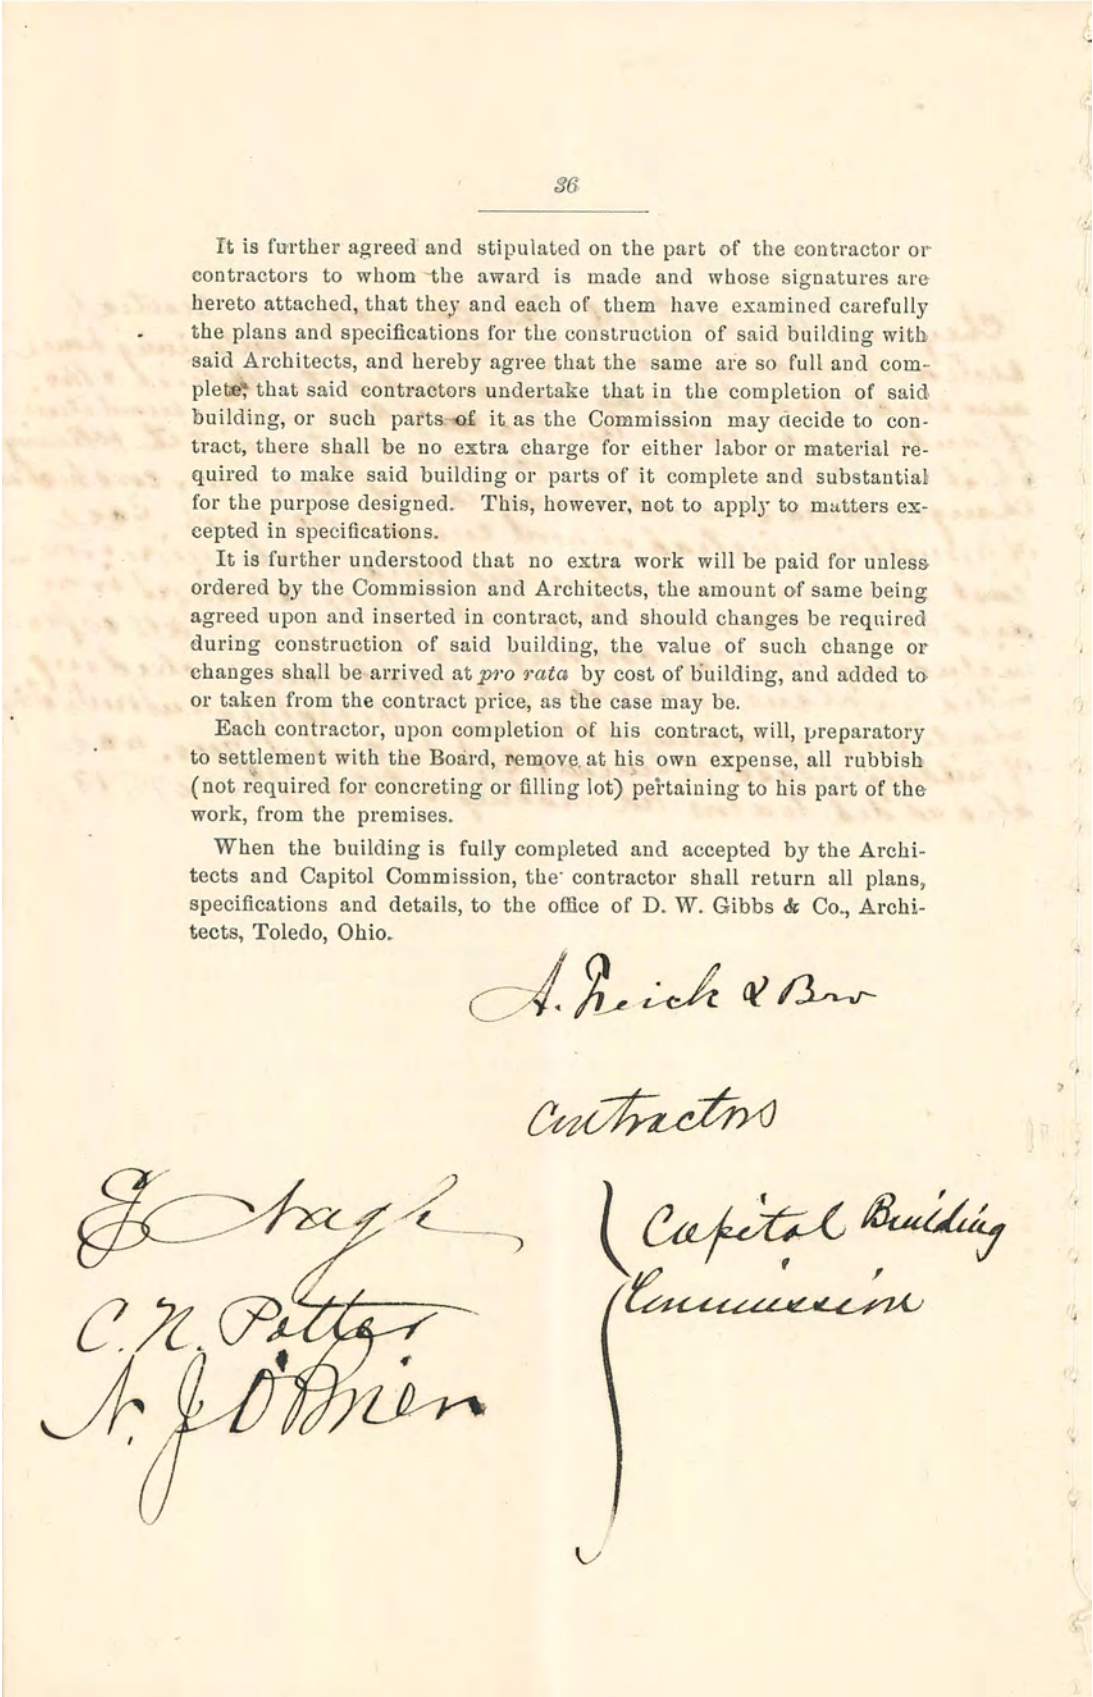 36
It is further agreed and stipulated on the part of the contractor or
contractors to whom the award is made and whose signatures are
hereto attached, that they and each of them have examined carefully
the plans and specifications for the construction of said building with
said Architects, and hereby agree that the same are so full and com-
plete, that said contractors undertake that in the completion of said
building, or such parts of it as the Commission may decide to con-
tract, there shall be no extra charge for either labor or material re-
quired to make said building or parts of it complete and substantial
for the purpose designed. This, however, not to apply to matters ex-
cepted in specifications.
It is further understood that no extra work will be paid for unless
ordered by the Commission and Architects, the amount of same being
agreed upon and inserted in contract, and should changes be required
during construction of said building, the value of such change or
changes shall be arrived at pro rata by cost of building, and added to
or taken from the contract price, as the case may be.
Each contractor, upon completion of his contract, will, preparatory
to settlement with the Board, remove at his own expense, all rubbish
(not required for concreting or filling lot) pertaining to his part of the
work, from the premises.
When the building is fully completed and accepted by the Archi-
tects and Capitol Commission, the contractor shall return all plans,
specifications and details, to the office of D. W. Gibbs & Co., Archi-
tects, Toledo, Ohio.
A. Feick & Bro
Contractors
Nagle
Capitol Building
Commission
C. N. Potter
N. J. O'Brien